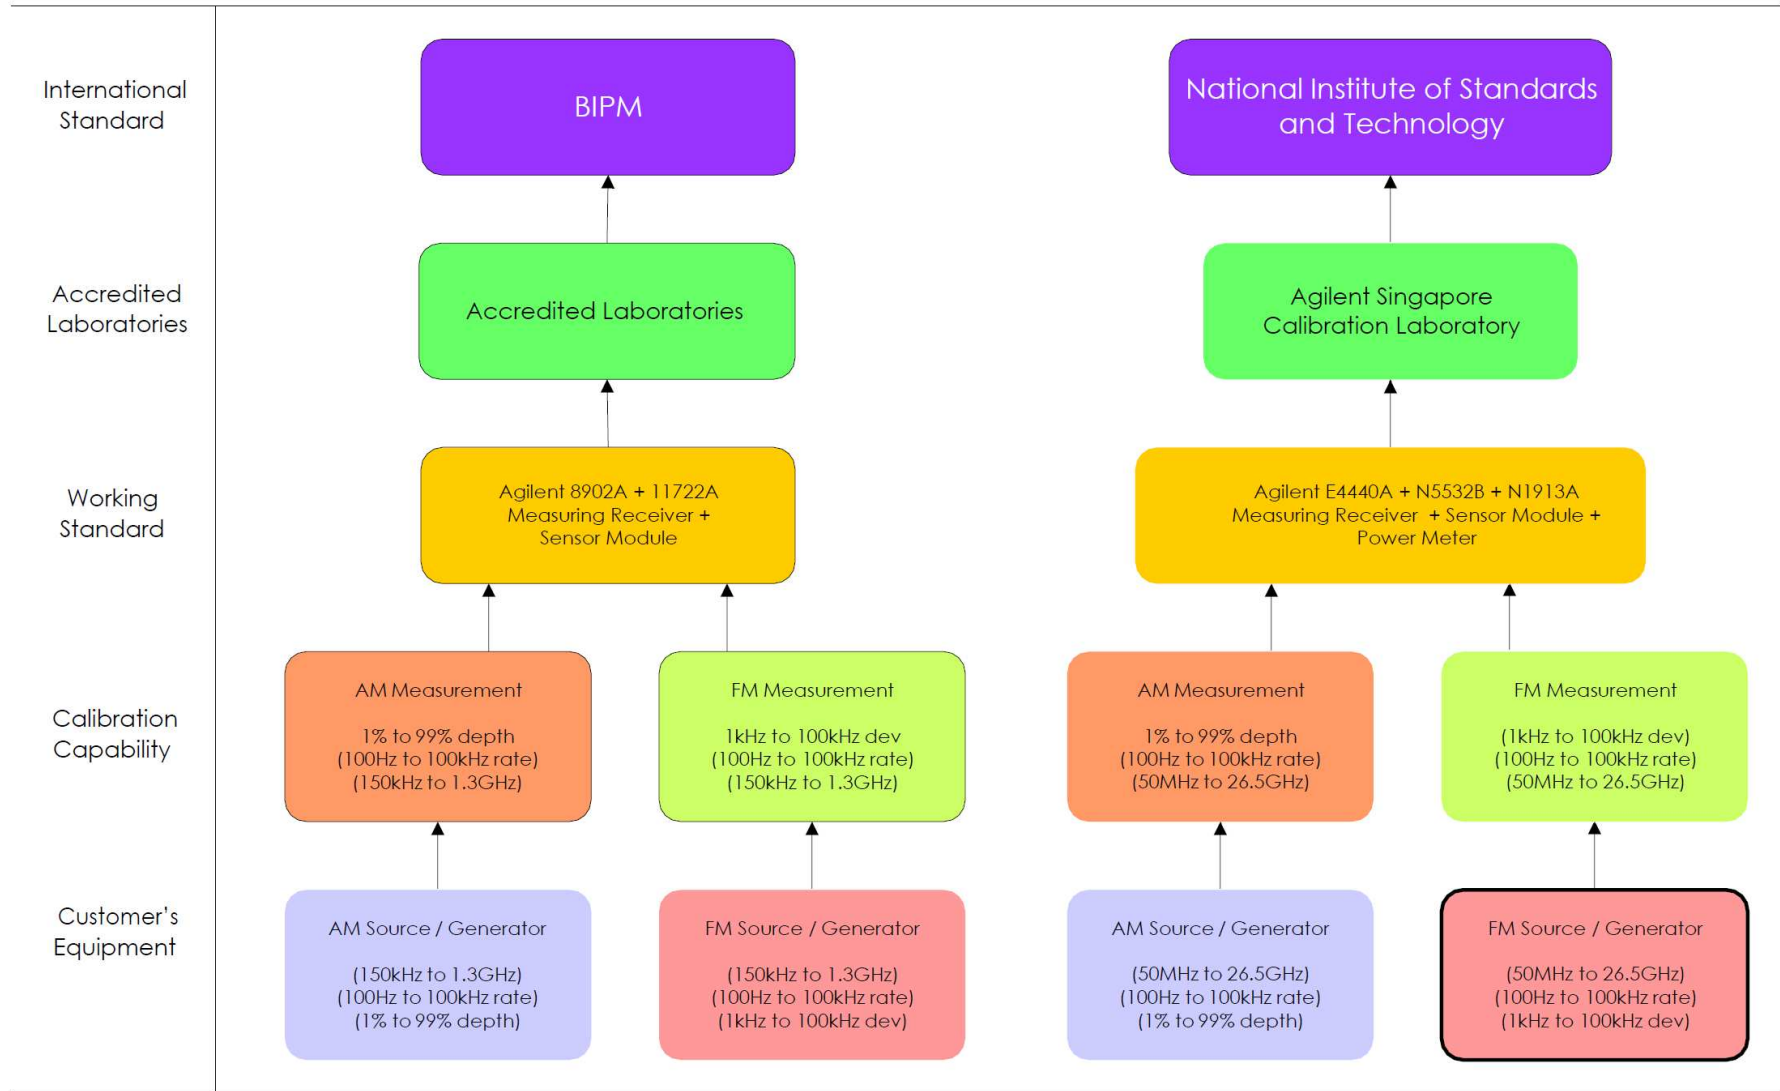 International
Standard
BIPM
National Institute of Standards
and Technology
Accredited
Laboratories
Accredited Laboratories
Agilent Singapore
Calibration Laboratory
Working
Standard
Agilent 8902A + 11722A
Measuring Receiver +
Sensor Module
Agilent E4440A + N5532B + N1913A
Measuring Receiver + Sensor Module +
Power Meter
Calibration
Capability
AM Measurement
1% to 99% depth
(100Hz to 100kHz rate)
(150kHz to 1.3GHz)
FM Measurement
1kHz to 100kHz dev
(100Hz to 100kHz rate)
(150kHz to 1.3GHz)
AM Measurement
1% to 99% depth
(100Hz to 100kHz rate)
(50MHz to 26.5GHz)
FM Measurement
(1kHz to 100kHz dev)
(100Hz to 100kHz rate)
(50MHz to 26.5GHz)
Customer's
Equipment
AM Source / Generator
(150kHz to 1.3GHz)
(100Hz to 100kHz rate)
(1% to 99% depth)
FM Source / Generator
(150kHz to 1.3GHz)
(100Hz to 100kHz rate)
(1kHz to 100kHz dev)
AM Source / Generator
(50MHz to 26.5GHz)
(100Hz to 100kHz rate)
(1% to 99% depth)
FM Source / Generator
(50MHz to 26.5GHz)
(100Hz to 100kHz rate)
(1kHz to 100kHz dev)